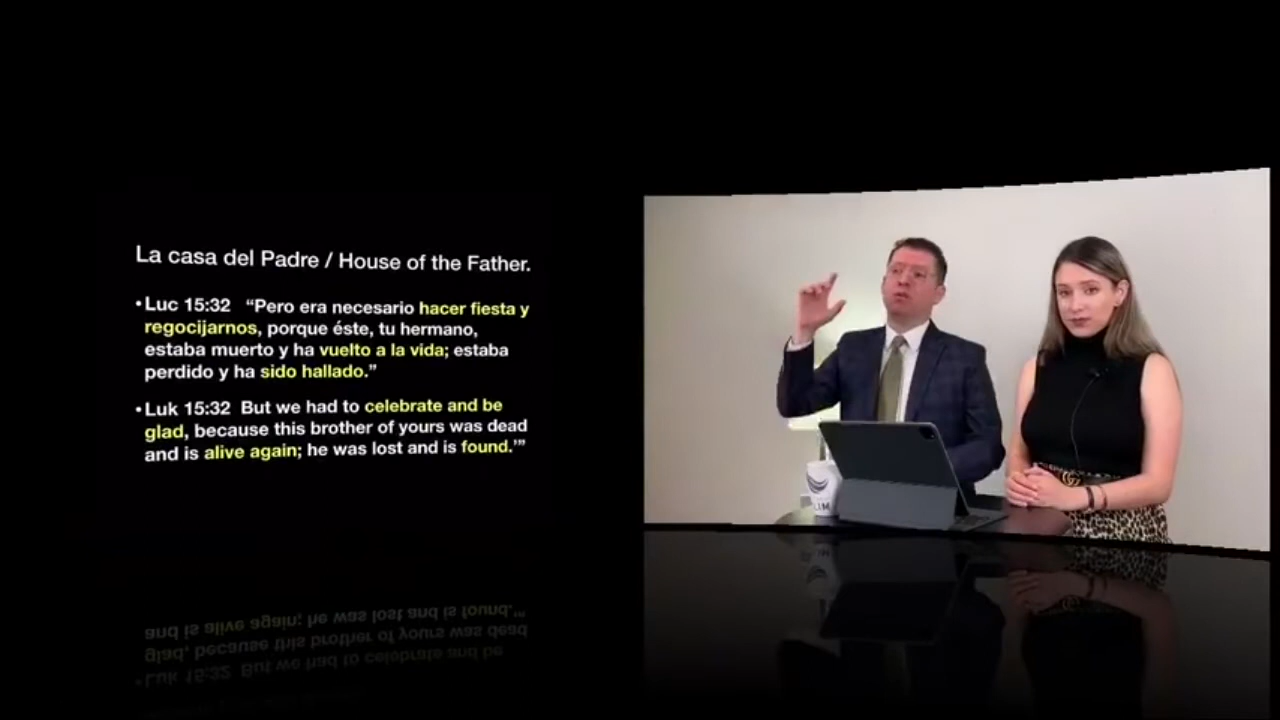 La casa del Padre / House of the Father.
•Luc 15:32 “Pero era necesario hacer fiesta y
regocijarnos, porque éste, tu hermano,
estaba muerto y ha vuelto a la vida; estaba
perdido y ha sido hallado.”
•Luk 15:32 But we had to celebrate and be
glad, because this brother of yours was dead
and is alive again; he was lost and is found.’”
LIM